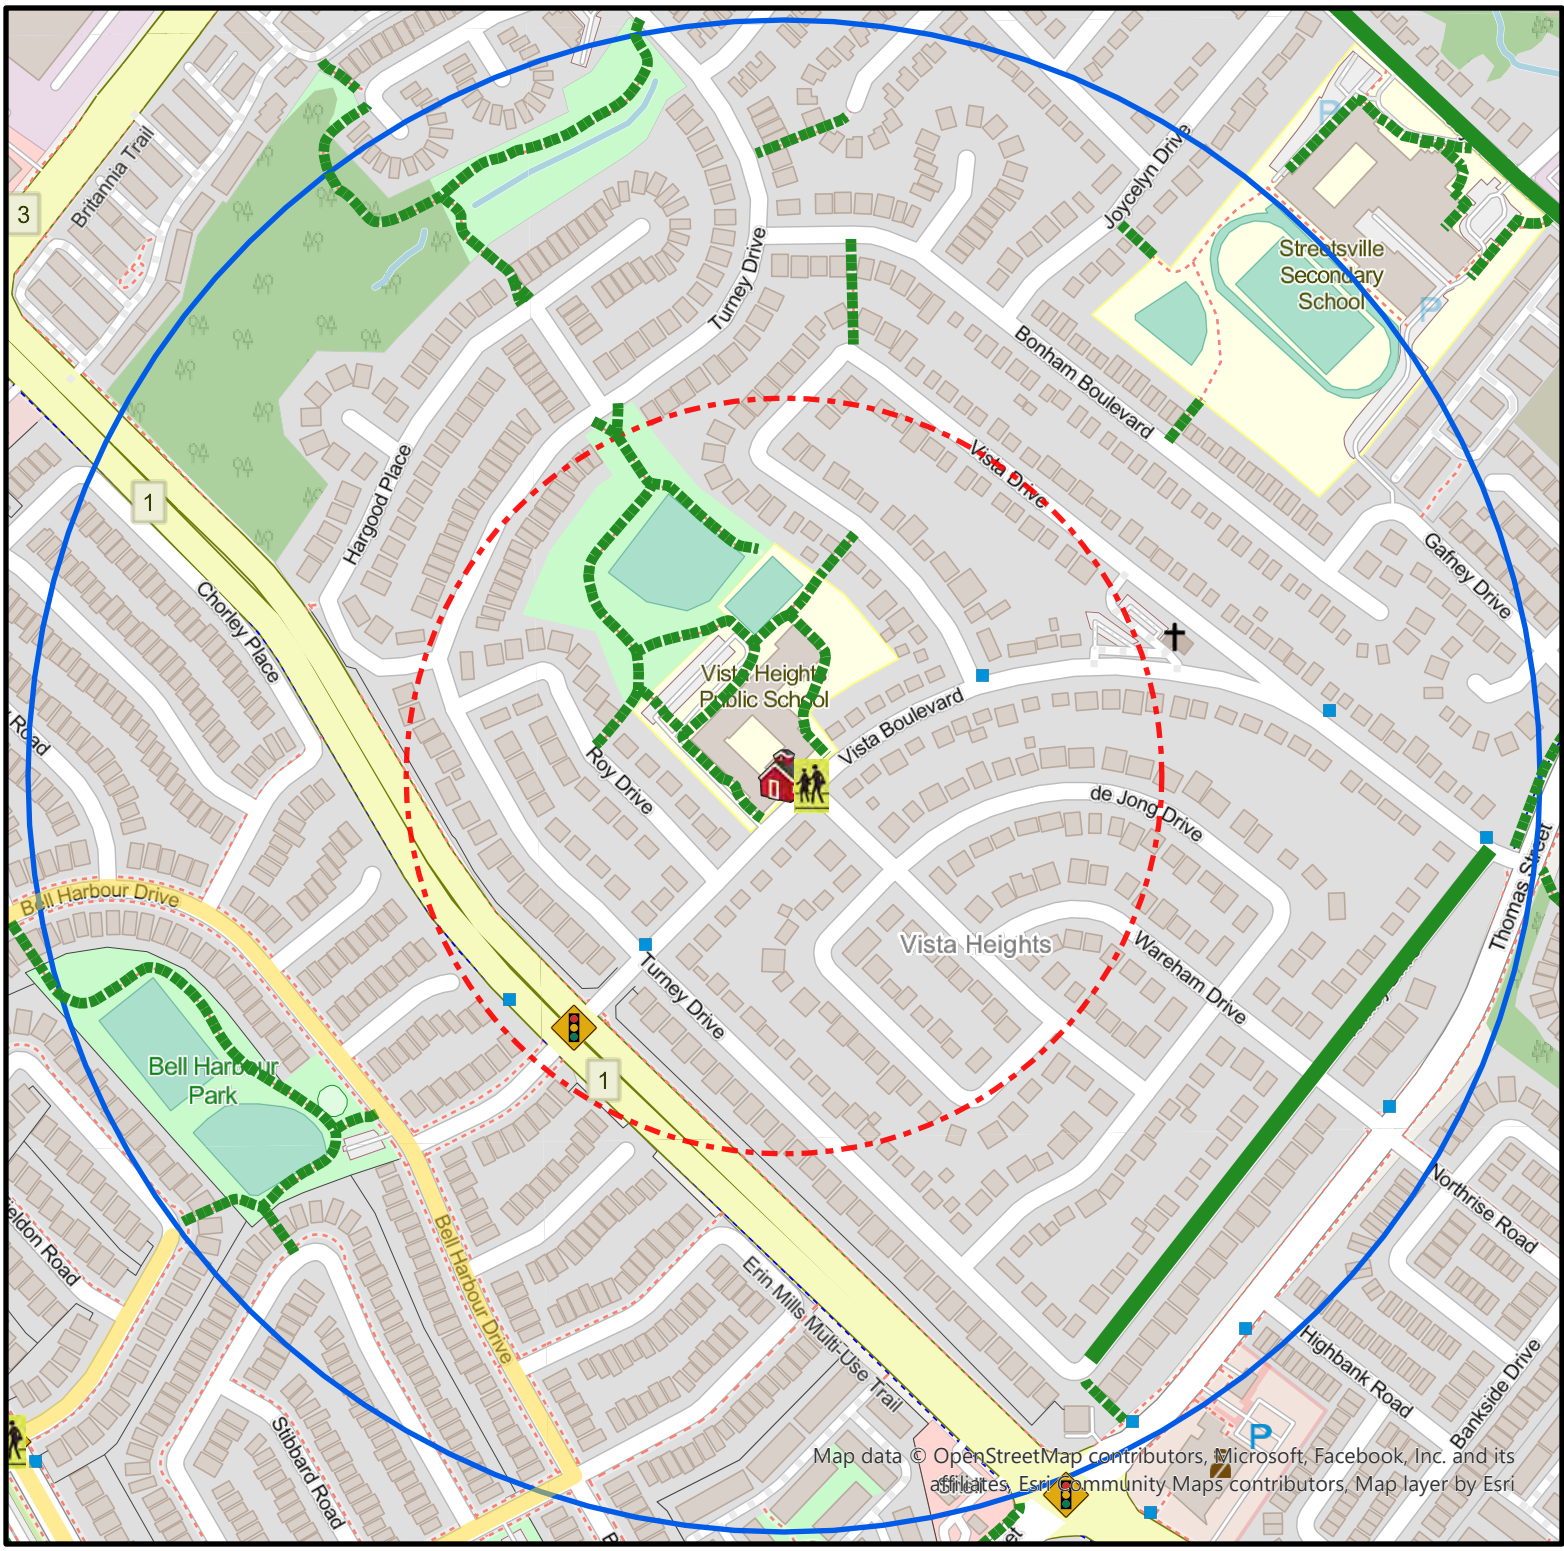 Britannia Trail
3
Turney Drive
Joycelyn Drive
P
Streetsville
Secondary
School
P
Bonham Boulevard
Vista Drive
1
Hargood Place
Gafney Drive
Chorley Place
Vista Heights
Public School
Vista Boulevard
Road
Roy Drive
de Jong Drive
Thomas Street
Bell Harbour Drive
Vista Heights
Wareham Drive
Turney Drive
Bell Harbour
Park
1
Northrise Road
Road
Bell Harbour Drive
Erin Mills Multi-Use Trail
Highbank Road
Bankside Drive
Stibbard Road
P
Map data © OpenStreetMap contributors, Microsoft, Facebook, Inc. and its
affiliates, Esri Community Maps contributors, Map layer by Esri